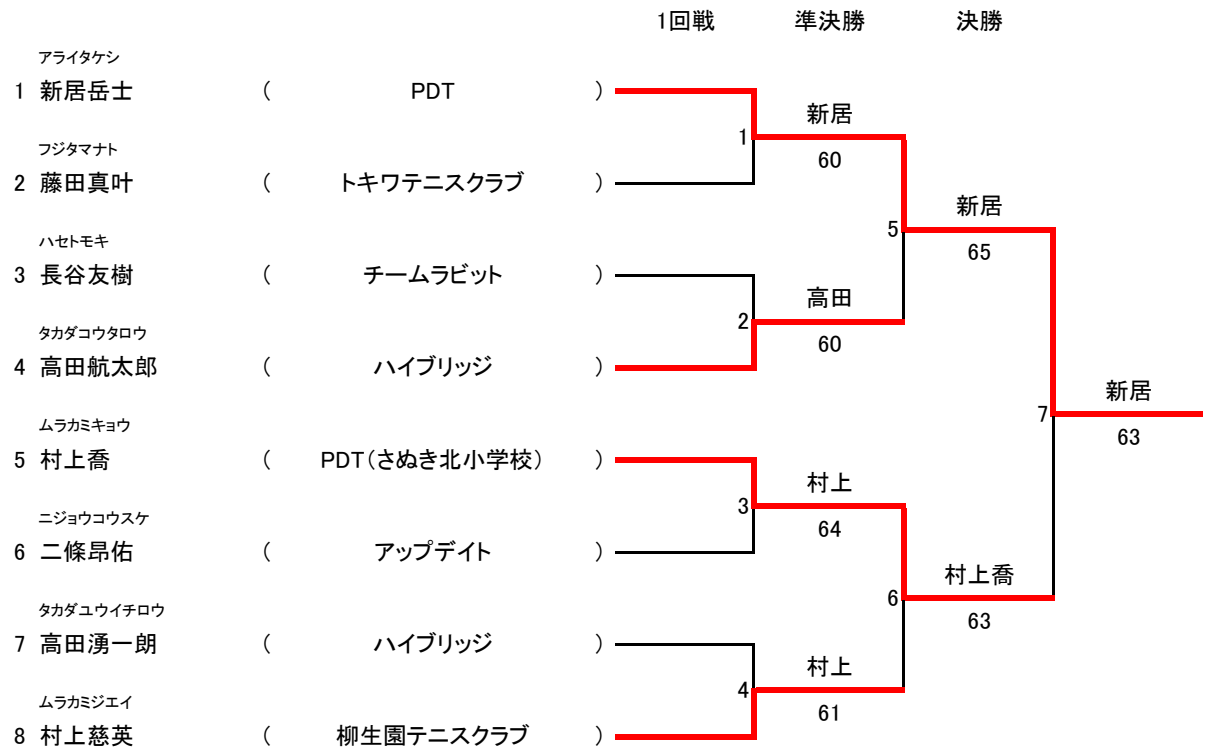 1回戦 準決勝 決勝
アライタケシ
1 新居岳士 ( PDT )
新居
1
60
フジタマナト
2 藤田真叶 ( トキワテニスクラブ )
新居
5
65
ハセトモキ
3 長谷友樹 ( チームラビット )
高田
2
60
タカダコウタロウ
4 高田航太郎 ( ハイブリッジ )
新居
7
63
ムラカミキョウ
5 村上喬 ( PDT(さぬき北小学校) )
村上
3
64
ニジョウコウスケ
6 二條昂佑 ( アップデイト )
村上喬
6
63
タカダユウイチロウ
7 高田湧一朗 ( ハイブリッジ )
村上
4
61
ムラカミジエイ
8 村上慈英 ( 柳生園テニスクラブ )